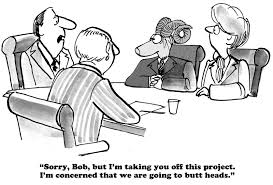 “Sorry, Bob, but I’m taking you off this project.
I’m concerned that we are going to butt heads.”